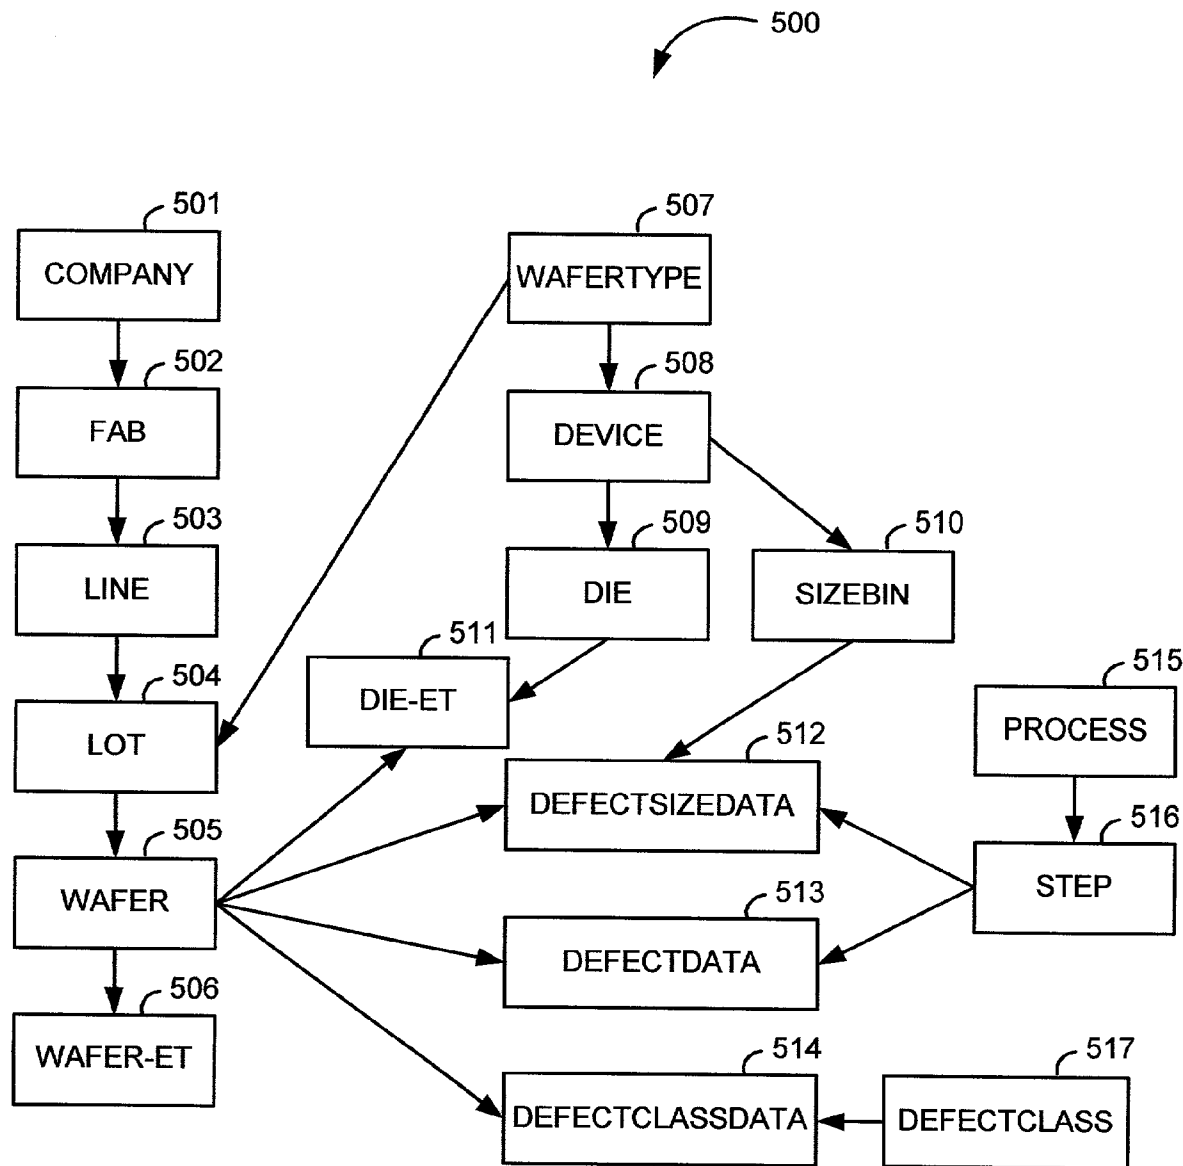 500
501
COMPANY
507
WAFERTYPE
502
FAB
508
DEVICE
503
LINE
509
DIE
510
SIZEBIN
511
DIE-ET
504
LOT
512
DEFECTSIZEDATA
515
PROCESS
505
WAFER
516
STEP
513
DEFECTDATA
506
WAFER-ET
514
DEFECTCLASSDATA
517
DEFECTCLASS